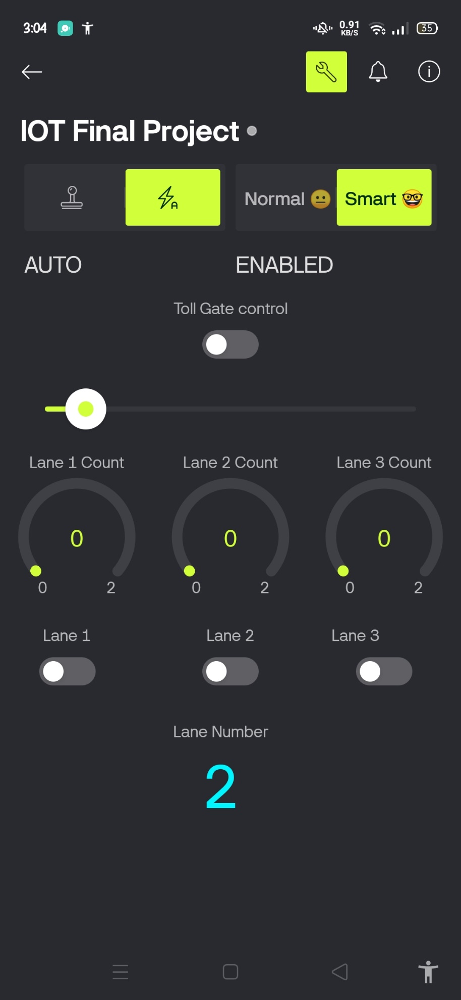 3:04 0.91 KB/S 35
IOT Final Project
A Normal Smart
AUTO ENABLED
Toll Gate control
Lane 1 Count Lane 2 Count Lane 3 Count
0 0 0
0 2 0 2 0 2
Lane 1 Lane 2 Lane 3
Lane Number
2